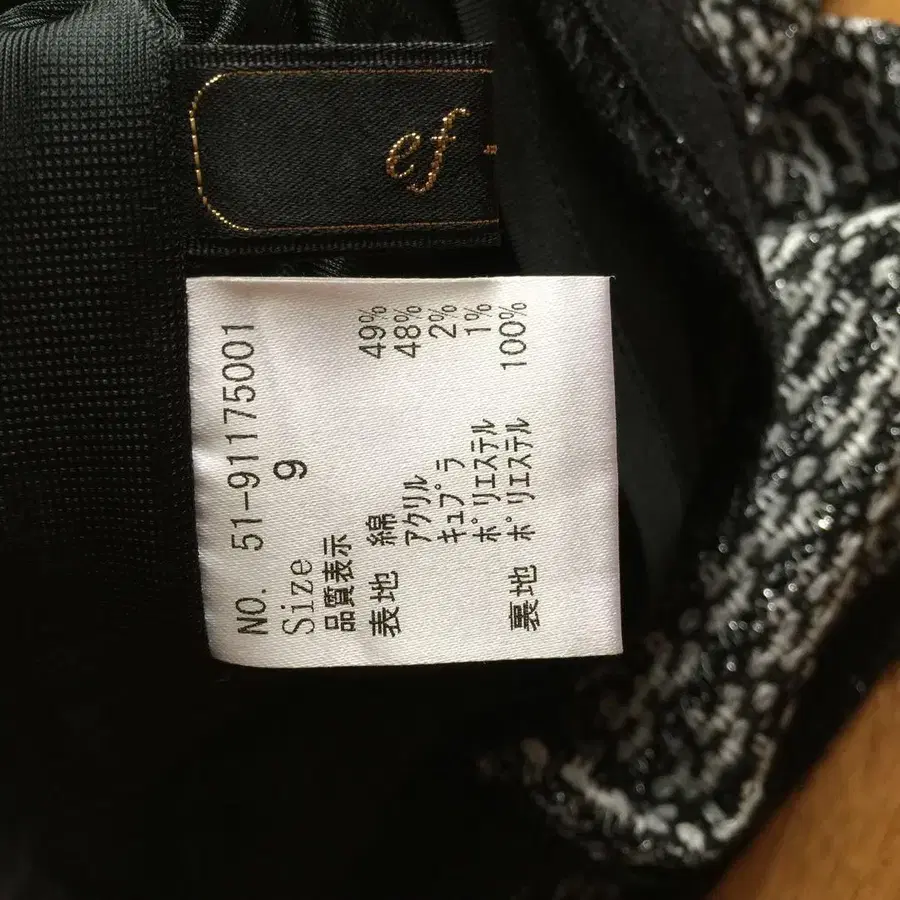 ef
NO. 51-91175001
Size 9
品質表示
表地 綿 49%
アクリル 48%
キュプラ 2%
ポリエステル 1%
裏地 ポリエステル 100%